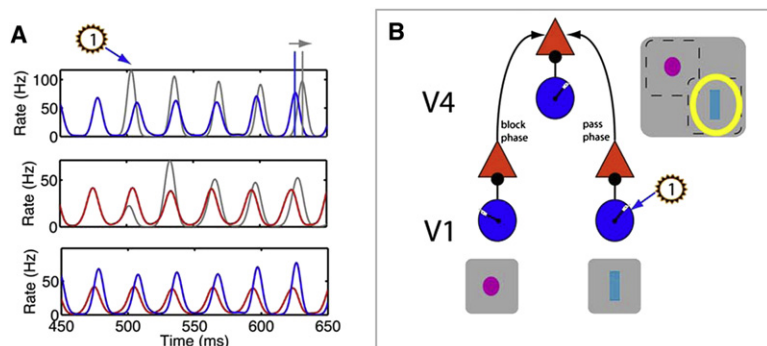 A
1
Rate (Hz)
100
50
0
Rate (Hz)
50
0
Rate (Hz)
50
0
450
500
550
600
650
Time (ms)
B
V4
block
phase
pass
phase
V1
1